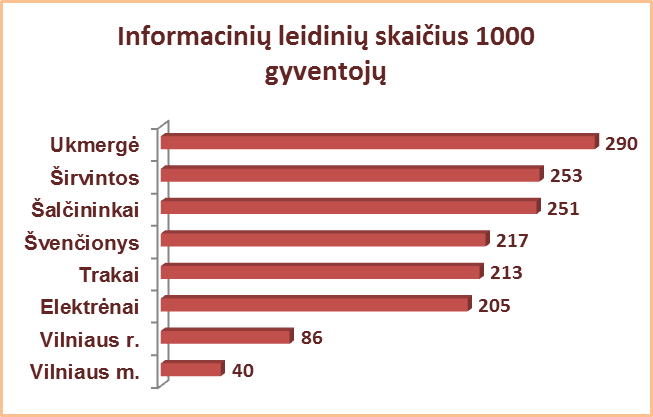 Informacinių leidinių skaičius 1000
gyventojų
Ukmergė 290
Širvintos 253
Šalčininkai 251
Švenčionys 217
Trakai 213
Elektrėnai 205
Vilniaus r. 86
Vilniaus m. 40